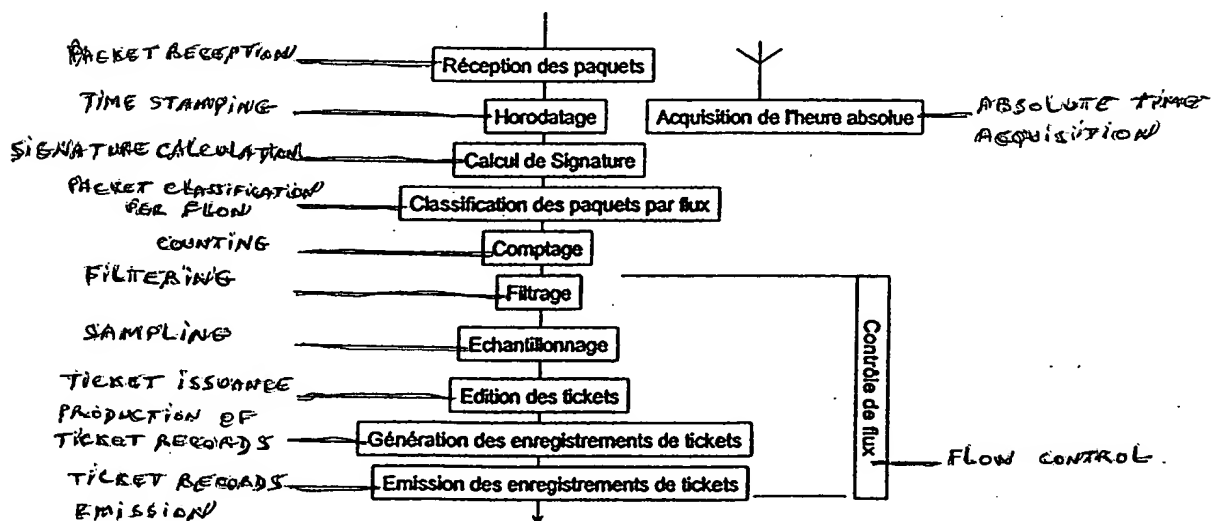 PACKET RECEPTION
Réception des paquets
TIME STAMPING
Horodatage
Acquisition de l'heure absolue
ABSOLUTE TIME
ACQUISITION
SIGNATURE CALCULATION
Calcul de Signature
PACKET CLASSIFICATION
PER FLOW
Classification des paquets par flux
COUNTING
Comptage
FILTERING
Filtrage
SAMPLING
Echantillonnage
TICKET ISSUANCE
Edition des tickets
PRODUCTION OF
TICKET RECORDS
Génération des enregistrements de tickets
TICKET RECORDS
EMISSION
Emission des enregistrements de tickets
Contrôle de flux
FLOW CONTROL.